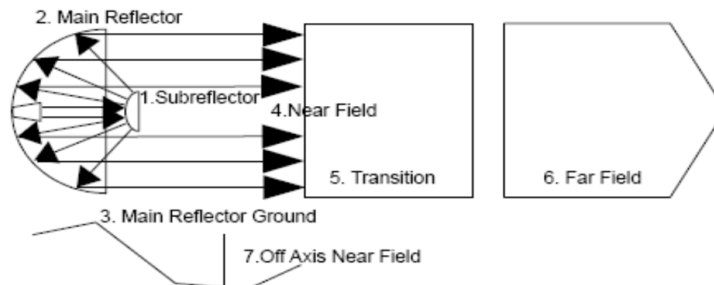 2. Main Reflector
1.Subreflector
4.Near Field
5. Transition
6. Far Field
3. Main Reflector Ground
7.Off Axis Near Field